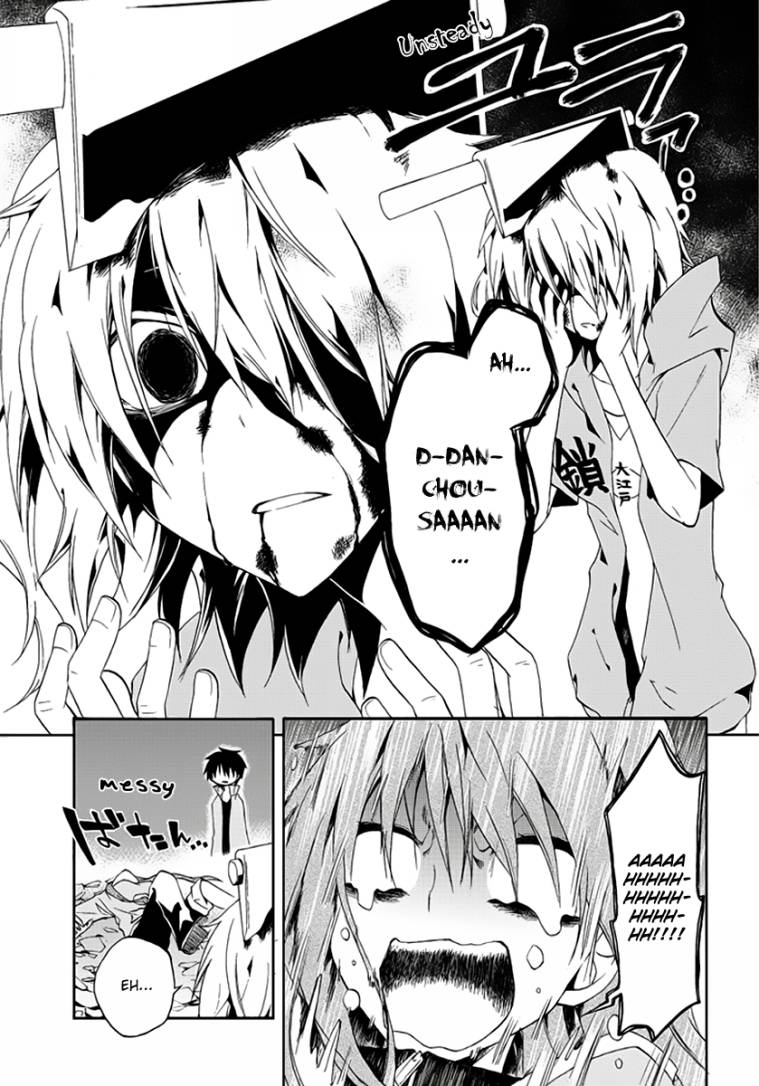 Unsteady
ユラァ
AH...
D-DAN-
CHOU-
SAAAAN
...
鎖
大江戸
AAAAA
HHHHH-
HHHHH-
HHHH-
HH!!!!
messy
ばたん...
EH...